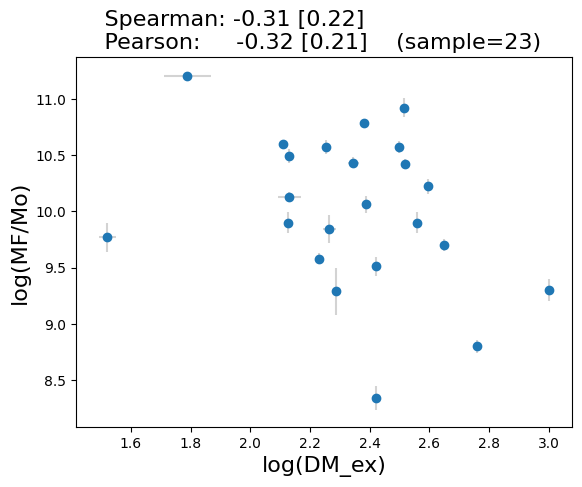 Spearman: -0.31 [0.22]
Pearson: -0.32 [0.21] (sample=23)
11.0
10.5
10.0
9.5
9.0
8.5
log(MF/Mo)
1.6 1.8 2.0 2.2 2.4 2.6 2.8 3.0
log(DM_ex)